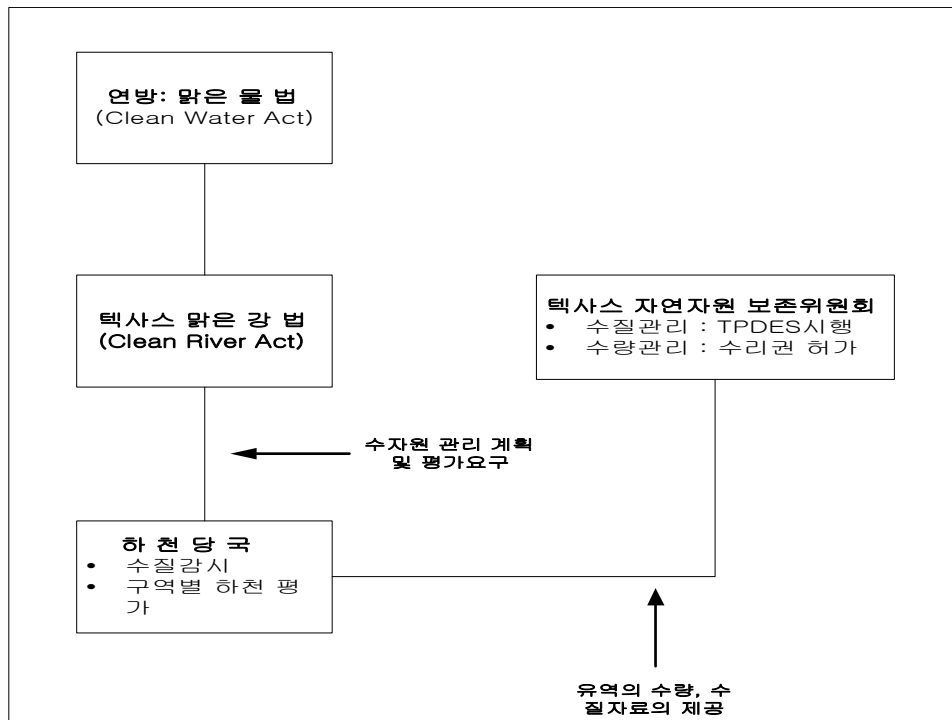 연방: 맑은 물 법
(Clean Water Act)
텍사스 맑은 강 법
(Clean River Act)
텍사스 자연자원 보존위원회
• 수질관리 : TPDES시행
• 수량관리 : 수리권 허가
수자원 관리 계획
및 평가요구
하 천 당 국
• 수질감시
• 구역별 하천 평
가
유역의 수량, 수
질자료의 제공